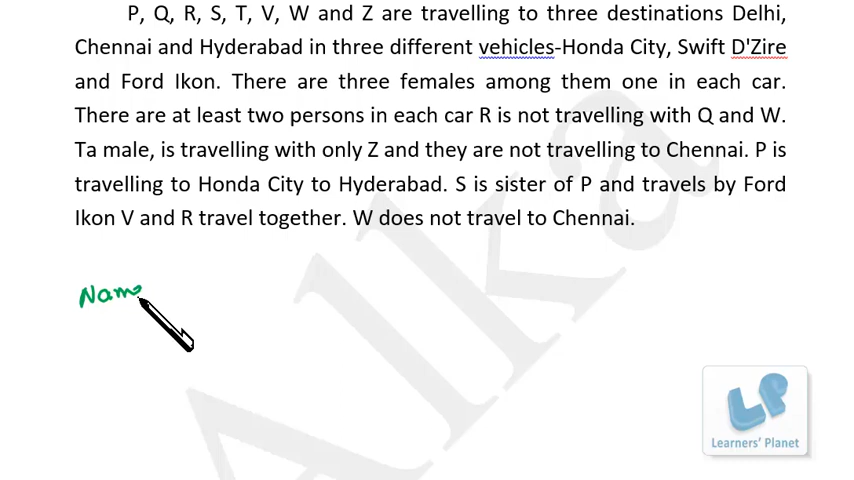 P, Q, R, S, T, V, W and Z are travelling to three destinations Delhi,
Chennai and Hyderabad in three different vehicles-Honda City, Swift D'Zire
and Ford Ikon. There are three females among them one in each car.
There are at least two persons in each car R is not travelling with Q and W.
Ta male, is travelling with only Z and they are not travelling to Chennai. P is
travelling to Honda City to Hyderabad. S is sister of P and travels by Ford
Ikon V and R travel together. W does not travel to Chennai.
Name
Alka
LP
Learners' Planet